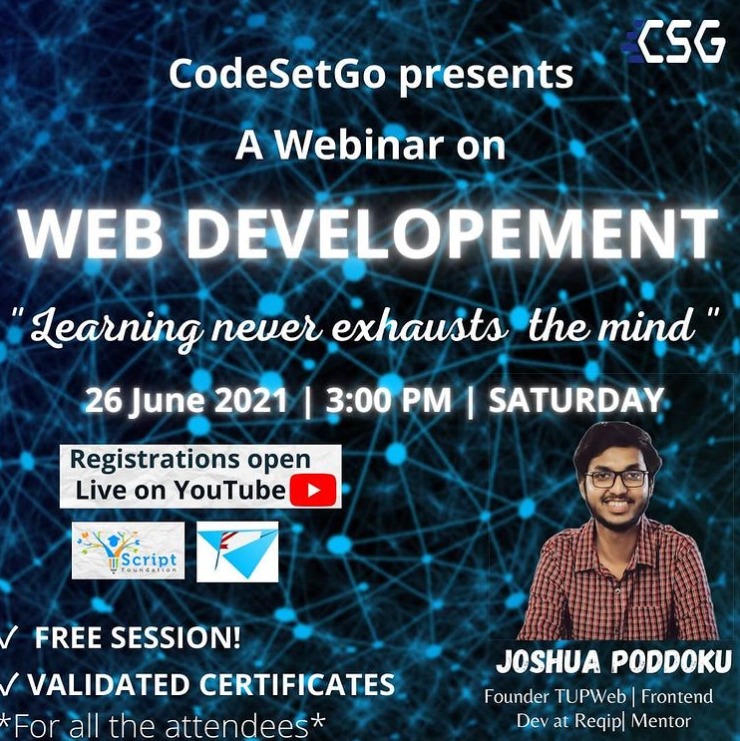 CSG
CodeSetGo presents
A Webinar on
WEB DEVELOPEMENT
" Learning never exhausts the mind "
26 June 2021 | 3:00 PM | SATURDAY
Registrations open
Live on YouTube
Script
Foundation
✓ FREE SESSION!
✓ VALIDATED CERTIFICATES
*For all the attendees*
JOSHUA PODDOKU
Founder TUPWeb | Frontend
Dev at Reqip| Mentor